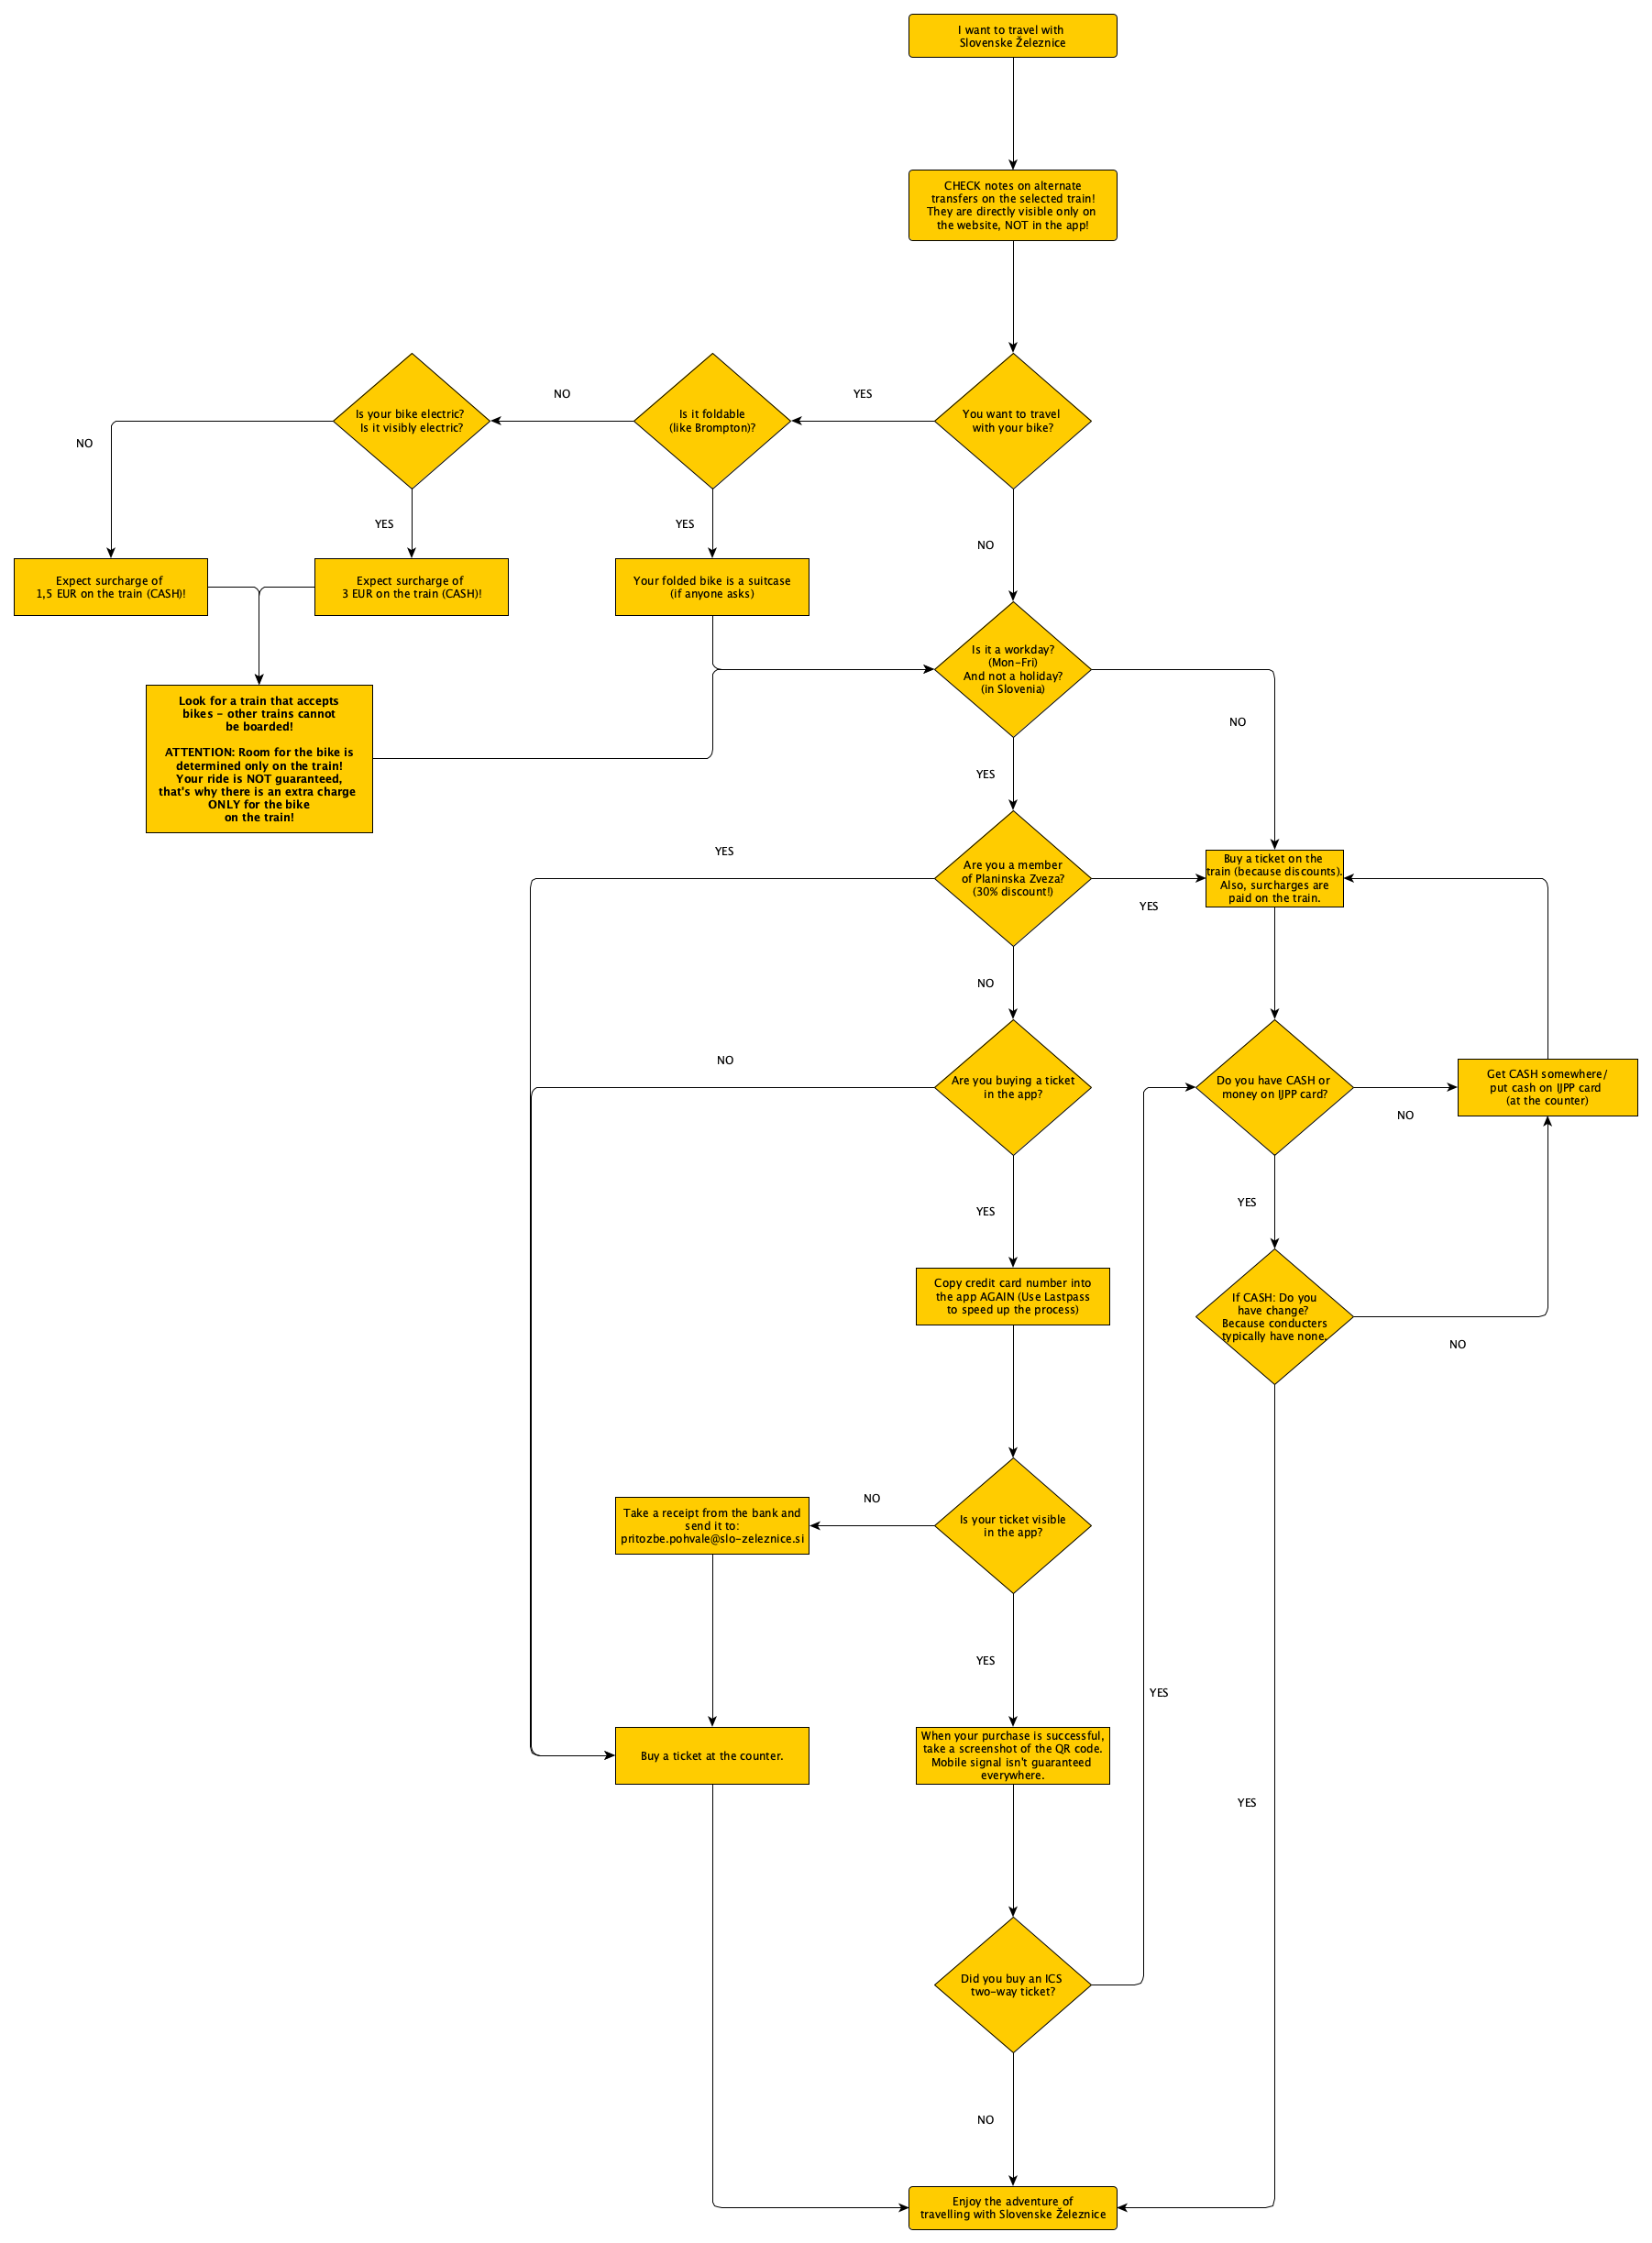 I want to travel with
Slovenske Železnice
CHECK notes on alternate
transfers on the selected train!
They are directly visible only on
the website, NOT in the app!
Is your bike electric?
Is it visibly electric?
NO
Is it foldable
(like Brompton)?
YES
You want to travel
with your bike?
NO
YES
YES
NO
Expect surcharge of
1,5 EUR on the train (CASH)!
Expect surcharge of
3 EUR on the train (CASH)!
Your folded bike is a suitcase
(if anyone asks)
Is it a workday?
(Mon-Fri)
And not a holiday?
(in Slovenia)
Look for a train that accepts
bikes - other trains cannot
be boarded!
ATTENTION: Room for the bike is
determined only on the train!
Your ride is NOT guaranteed,
that's why there is an extra charge
ONLY for the bike
on the train!
NO
YES
YES
Are you a member
of Planinska Zveza?
(30% discount!)
YES
Buy a ticket on the
train (because discounts).
Also, surcharges are
paid on the train.
NO
NO
Are you buying a ticket
in the app?
Do you have CASH or
money on IJPP card?
NO
Get CASH somewhere/
put cash on IJPP card
(at the counter)
YES
YES
Copy credit card number into
the app AGAIN (Use Lastpass
to speed up the process)
If CASH: Do you
have change?
Because conducters
typically have none.
NO
Take a receipt from the bank and
send it to:
pritozbe.pohvale@slo-zeleznice.si
NO
Is your ticket visible
in the app?
YES
YES
Buy a ticket at the counter.
When your purchase is successful,
take a screenshot of the QR code.
Mobile signal isn't guaranteed
everywhere.
YES
Did you buy an ICS
two-way ticket?
NO
Enjoy the adventure of
travelling with Slovenske Železnice